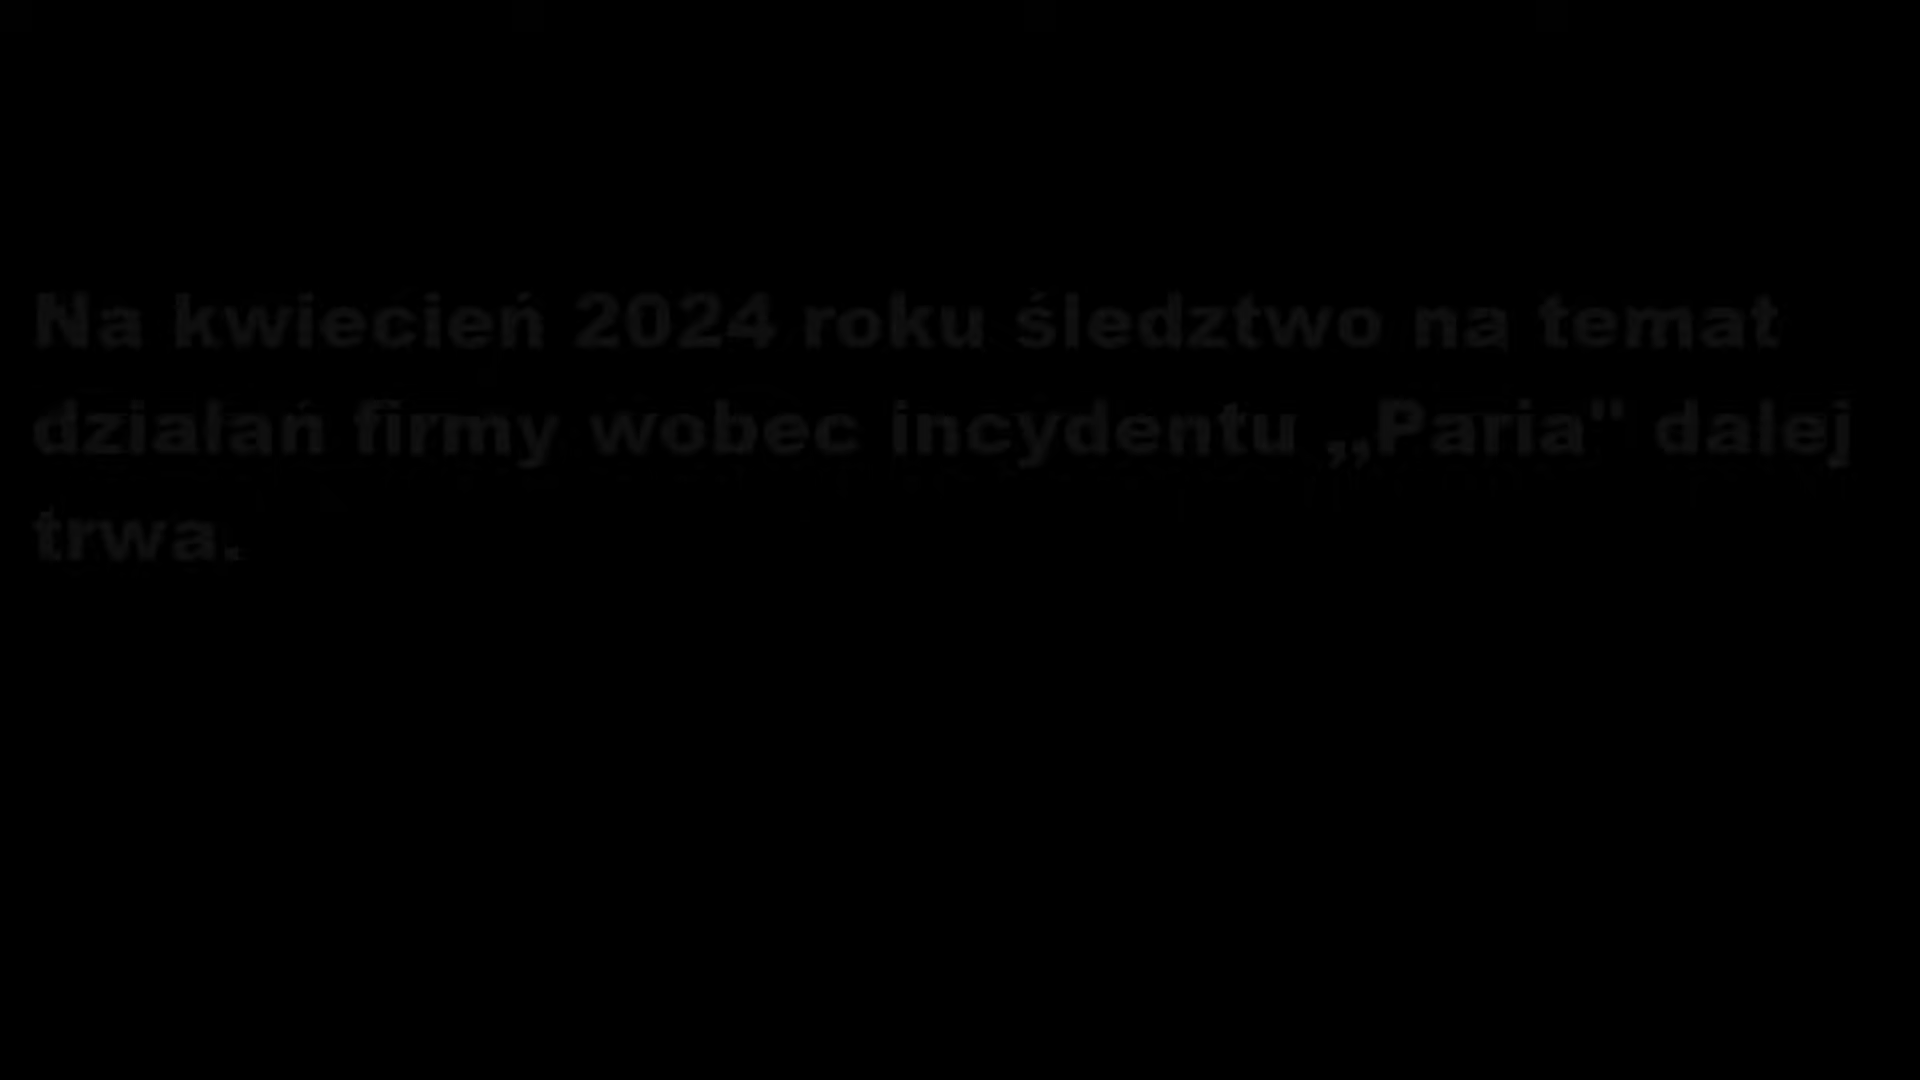 Na kwiecień 2024 roku śledztwo na temat
działań firmy wobec incydentu ,,Paria" dalej
trwa.